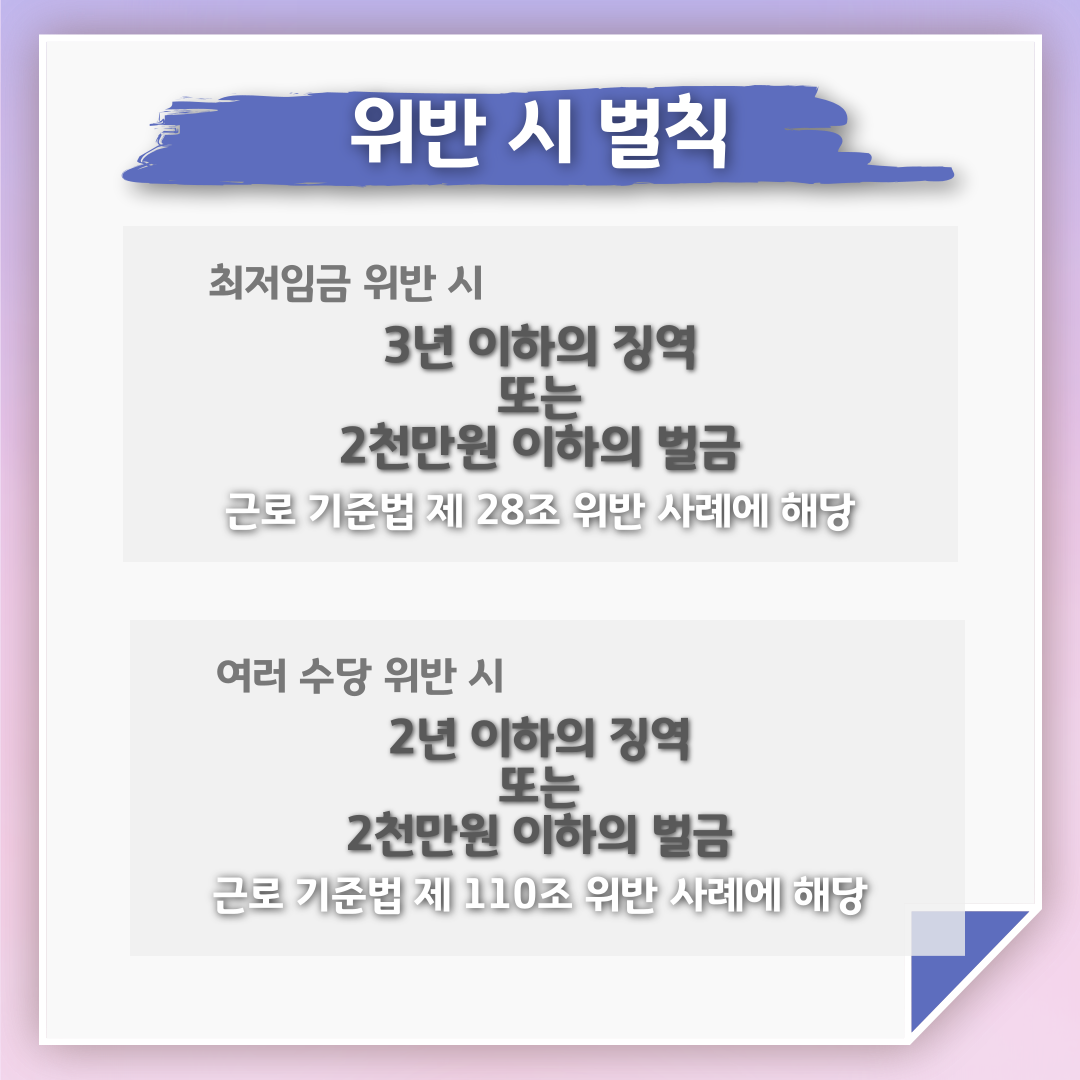 위반 시 벌칙
최저임금 위반 시
3년 이하의 징역
또는
2천만원 이하의 벌금
근로 기준법 제 28조 위반 사례에 해당
여러 수당 위반 시
2년 이하의 징역
또는
2천만원 이하의 벌금
근로 기준법 제 110조 위반 사례에 해당